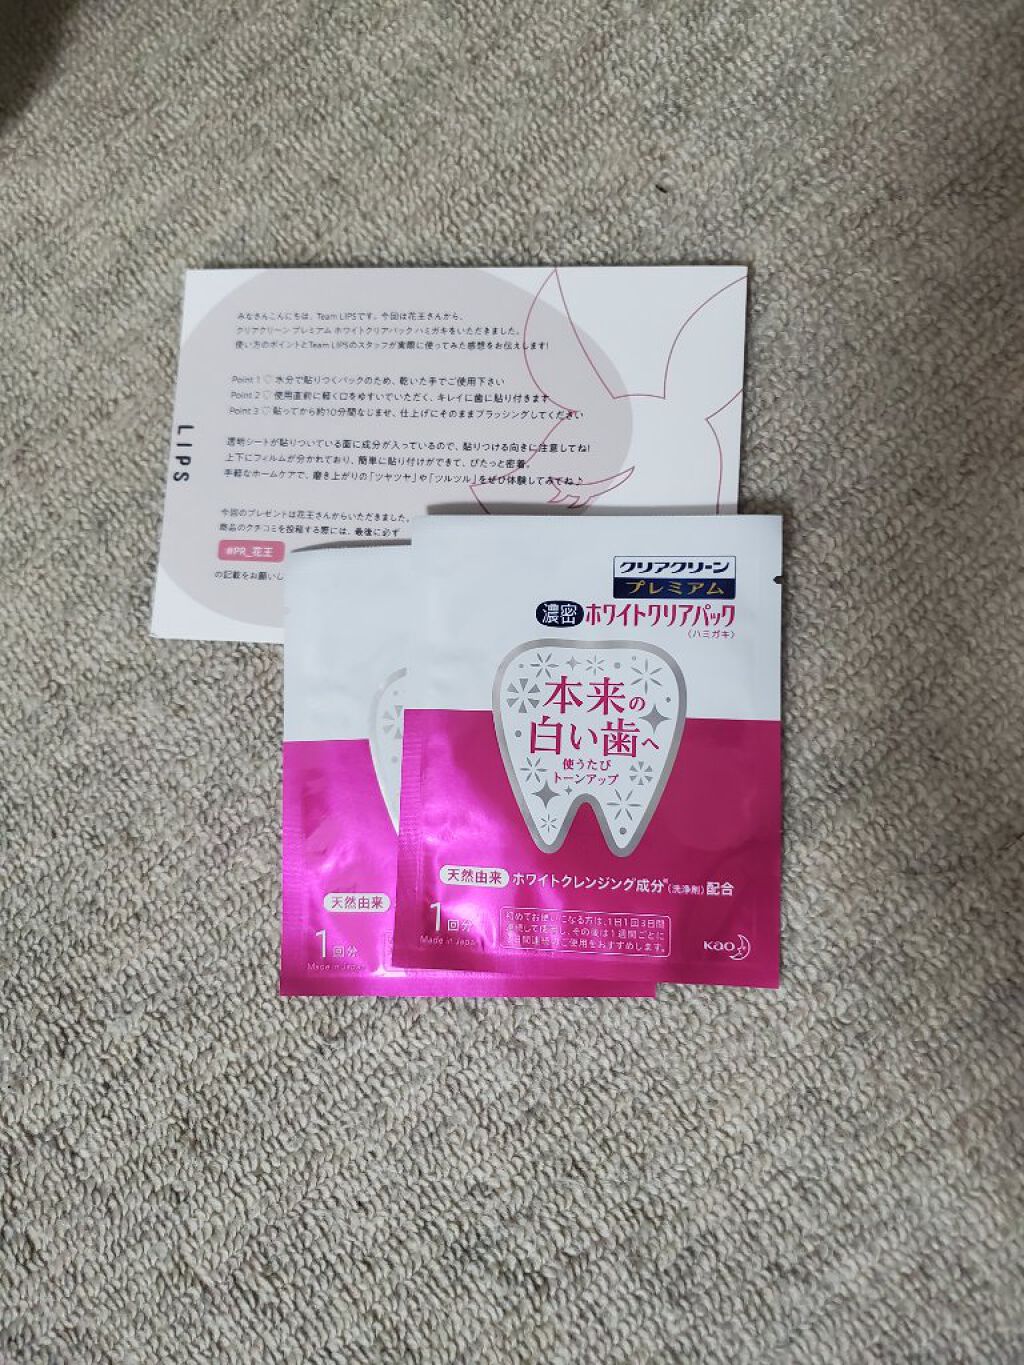 みなさんこんにちは、Team LIPSです。今回は花王さんから、
クリアクリーン プレミアム ホワイトクリアパック ハミガキをいただきました。
使い方のポイントとTeam LIPSのスタッフが実際に使ってみた感想をお伝えします!
Point 1♡水分で貼りつくパックのため、乾いた手でご使用下さい
Point 2♡使用直前に軽く口をゆすいでいただく、キレイに歯に貼り付きます
Point 3♡貼ってから約10分間なじませ、仕上げにそのままブラッシングしてください
透明シートが貼りついている面に成分が入っているので、貼りつける向きに注意してね!
上下にフィルムが分かれており、簡単に貼り付けができて、ぴたっと密着。
手軽なホームケアで、磨き上がりの「ツヤツヤ」や「ツルツル」をぜひ体験してみてね♪
今回のプレゼントは花王さんからいただきました。
商品のクチコミを投稿する際には、最後に必ず
#PR_花王
の記載をお願いし
LIPS
クリアクリーン
プレミアム
濃密 ホワイトクリアパック
〈ハミガキ〉
本来の
白い歯へ
使うたび
トーンアップ
天然由来 ホワイトクレンジング成分※(洗浄剤)配合
1回分
Made in Japan
初めてお使いになる方は、1日1回3日間
連続して使用し、その後は1週間ごとに
3日間連続のご使用をおすすめします。
Kao
天然由来
1回分
Made in Japan